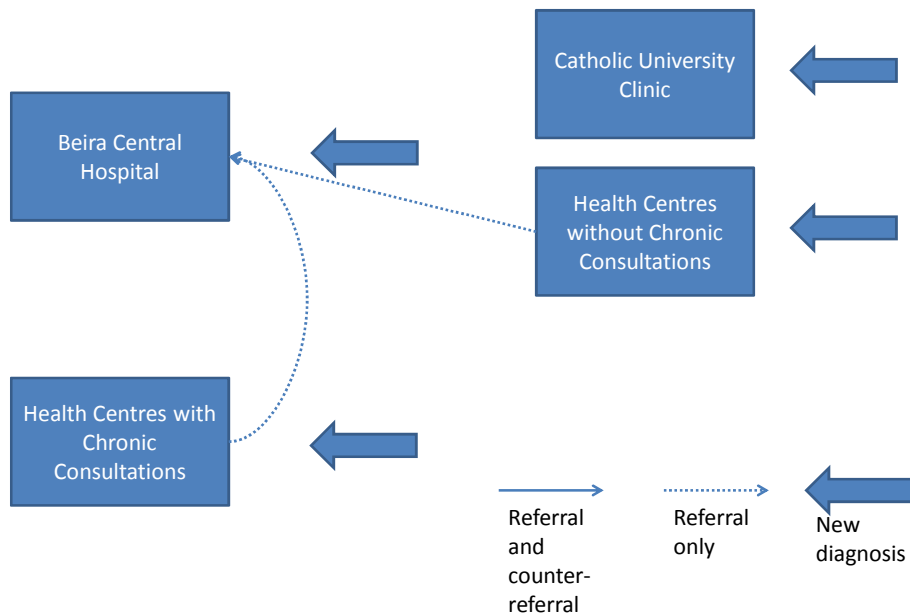 Catholic University
Clinic
Beira Central
Hospital
Health Centres
without Chronic
Consultations
Health Centres with
Chronic
Consultations
Referral
and
counter-
referral
Referral
only
New
diagnosis